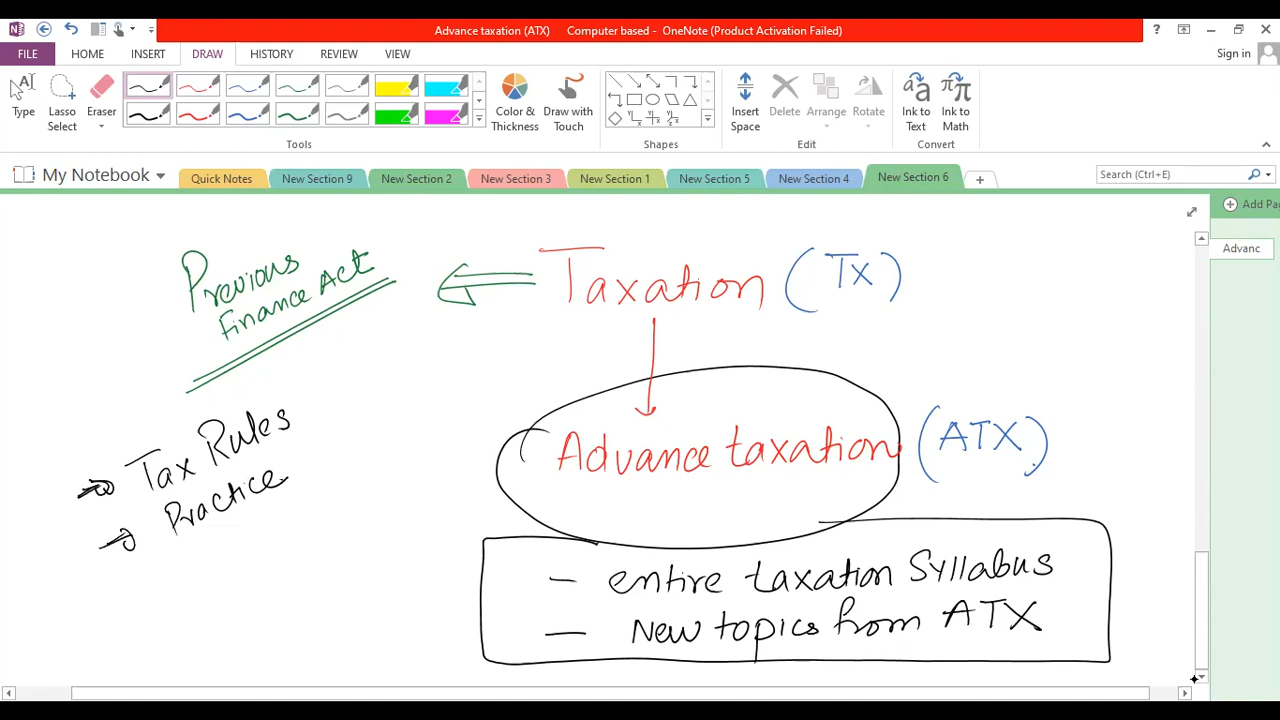 Advance taxation (ATX)    Computer based -  OneNote (Product Activation Failed)
FILE HOME INSERT DRAW HISTORY REVIEW VIEW
Sign in
Type
Lasso Select
Eraser
Color & Thickness
Draw with Touch
Insert Space
Delete
Arrange
Rotate
Ink to Text
Ink to Math
Tools Shapes Edit Convert
My Notebook Quick Notes New Section 9 New Section 2 New Section 3 New Section 1 New Section 5 New Section 4 New Section 6
Search (Ctrl+E)
Add Pa
Advanc
Previous
Finance Act
Taxation (Tx)
Advance taxation (ATX)
Tax Rules
Practice
– entire taxation Syllabus
– New topics from ATX